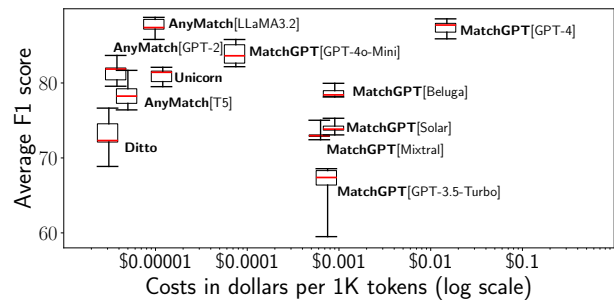 AnyMatch[LLaMA3.2]
AnyMatch[GPT-2]
MatchGPT[GPT-4o-Mini]
MatchGPT[GPT-4]
Unicorn
AnyMatch[T5]
MatchGPT[Beluga]
Ditto
MatchGPT[Solar]
MatchGPT[Mixtral]
MatchGPT[GPT-3.5-Turbo]
Average F1 score
80
70
60
$0.00001
$0.0001
$0.001
$0.01
$0.1
Costs in dollars per 1K tokens (log scale)